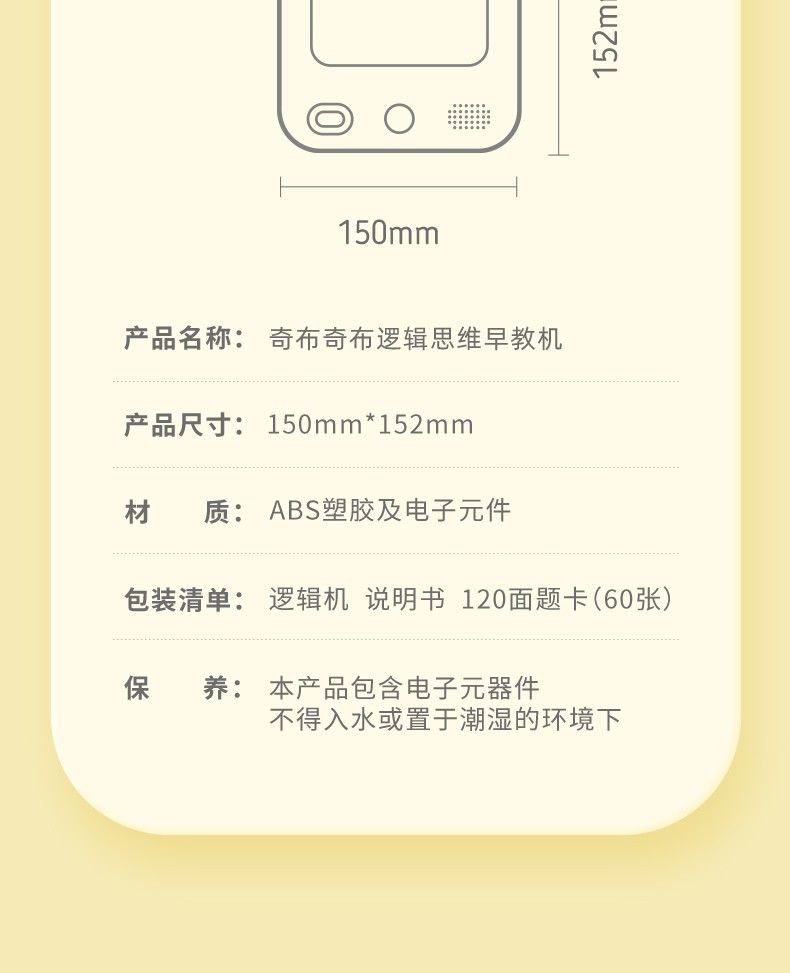 152mm
150mm
产品名称： 奇布奇布逻辑思维早教机
产品尺寸： 150mm*152mm
材 质： ABS塑胶及电子元件
包装清单： 逻辑机 说明书 120面题卡（60张）
保 养： 本产品包含电子元器件
不得入水或置于潮湿的环境下